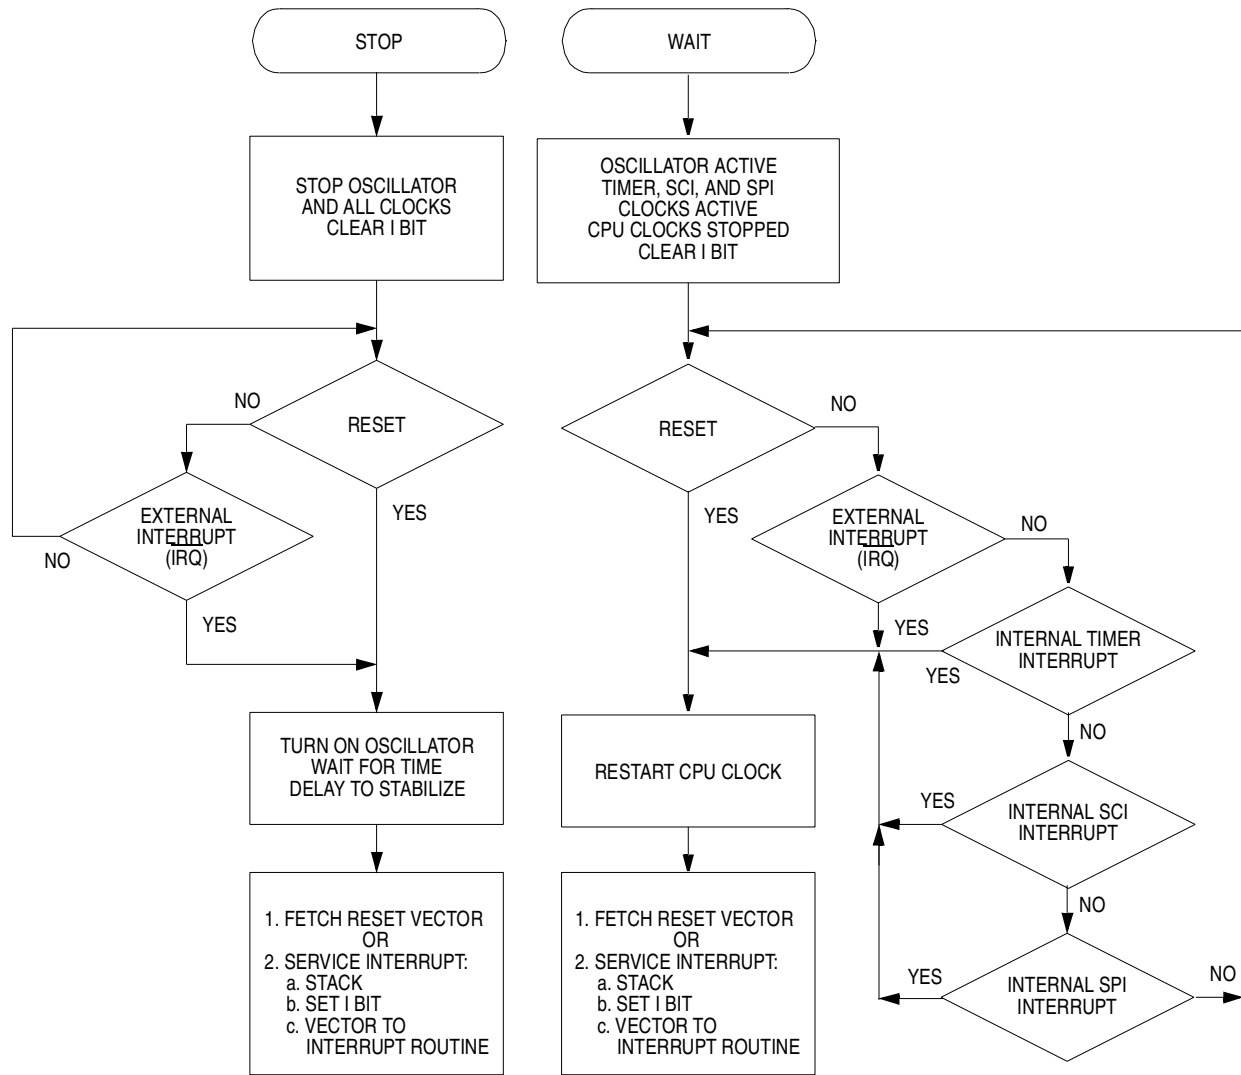 STOP
STOP OSCILLATOR
AND ALL CLOCKS
CLEAR I BIT
RESET
NO
YES
EXTERNAL
INTERRUPT
(IRQ)
NO
YES
TURN ON OSCILLATOR
WAIT FOR TIME
DELAY TO STABILIZE
1. FETCH RESET VECTOR
OR
2. SERVICE INTERRUPT:
a. STACK
b. SET I BIT
c. VECTOR TO
INTERRUPT ROUTINE
WAIT
OSCILLATOR ACTIVE
TIMER, SCI, AND SPI
CLOCKS ACTIVE
CPU CLOCKS STOPPED
CLEAR I BIT
RESET
NO
YES
EXTERNAL
INTERRUPT
(IRQ)
NO
YES
INTERNAL TIMER
INTERRUPT
YES
NO
INTERNAL SCI
INTERRUPT
YES
NO
INTERNAL SPI
INTERRUPT
YES
NO
RESTART CPU CLOCK
1. FETCH RESET VECTOR
OR
2. SERVICE INTERRUPT:
a. STACK
b. SET I BIT
c. VECTOR TO
INTERRUPT ROUTINE